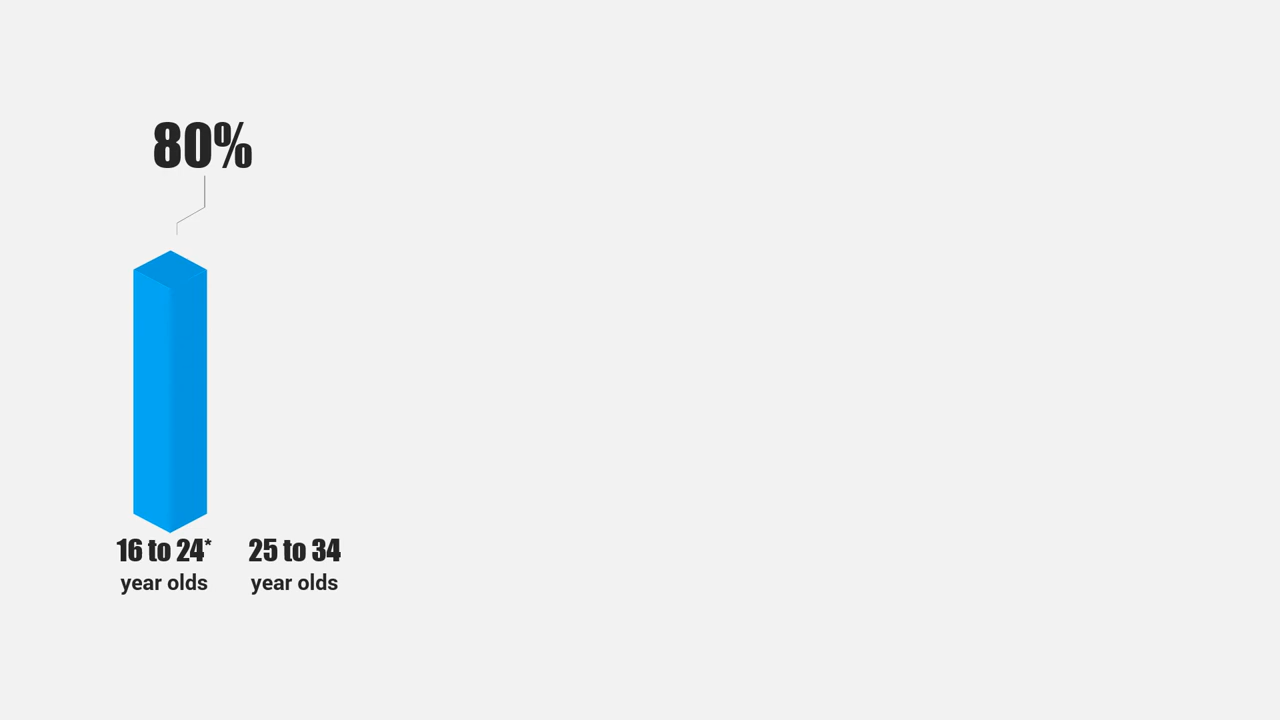 80%
16 to 24*
year olds
25 to 34
year olds